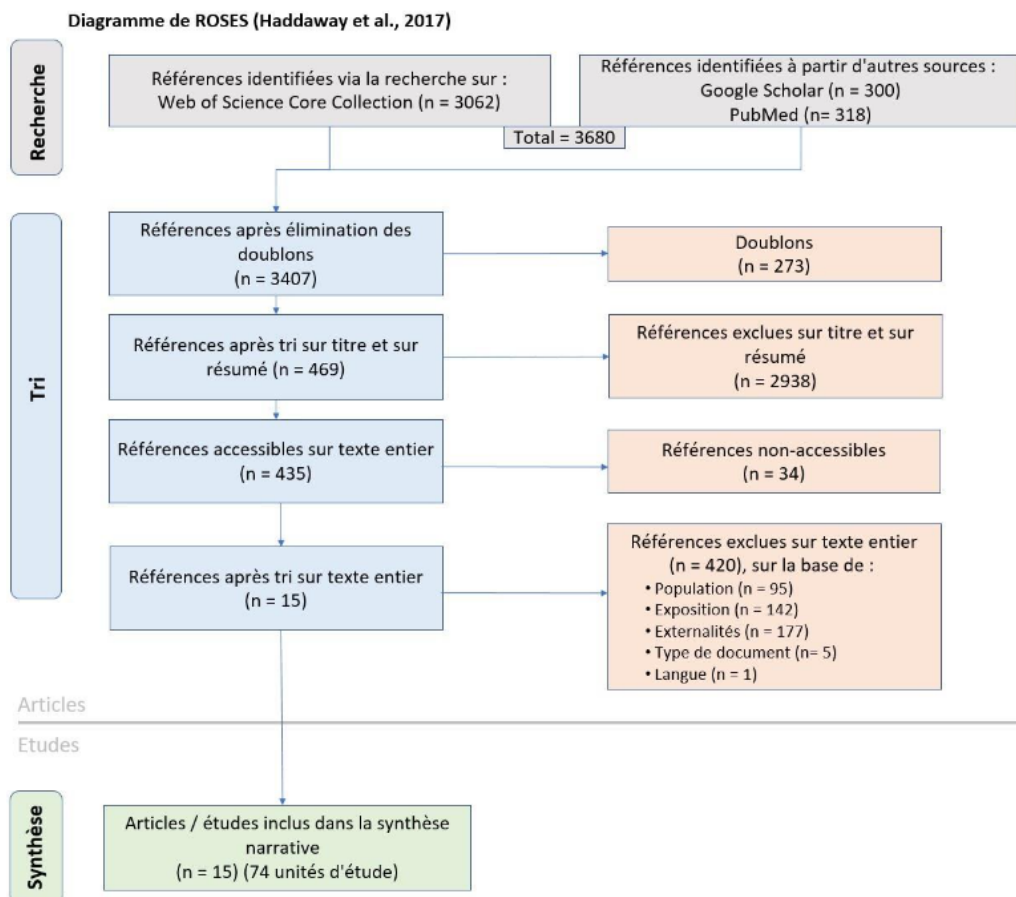 Diagramme de ROSES (Haddaway et al., 2017)
Recherche
Références identifiées via la recherche sur :
Web of Science Core Collection (n = 3062)
Références identifiées à partir d'autres sources :
Google Scholar (n = 300)
PubMed (n= 318)
Total = 3680
Tri
Références après élimination des
doublons
(n = 3407)
Doublons
(n = 273)
Références après tri sur titre et sur
résumé (n = 469)
Références exclues sur titre et sur
résumé
(n = 2938)
Références accessibles sur texte entier
(n = 435)
Références non-accessibles
(n = 34)
Références après tri sur texte entier
(n = 15)
Références exclues sur texte entier
(n = 420), sur la base de :
• Population (n = 95)
• Exposition (n = 142)
• Externalités (n = 177)
• Type de document (n= 5)
• Langue (n = 1)
Articles
Etudes
Synthèse
Articles / études inclus dans la synthèse
narrative
(n = 15) (74 unités d'étude)